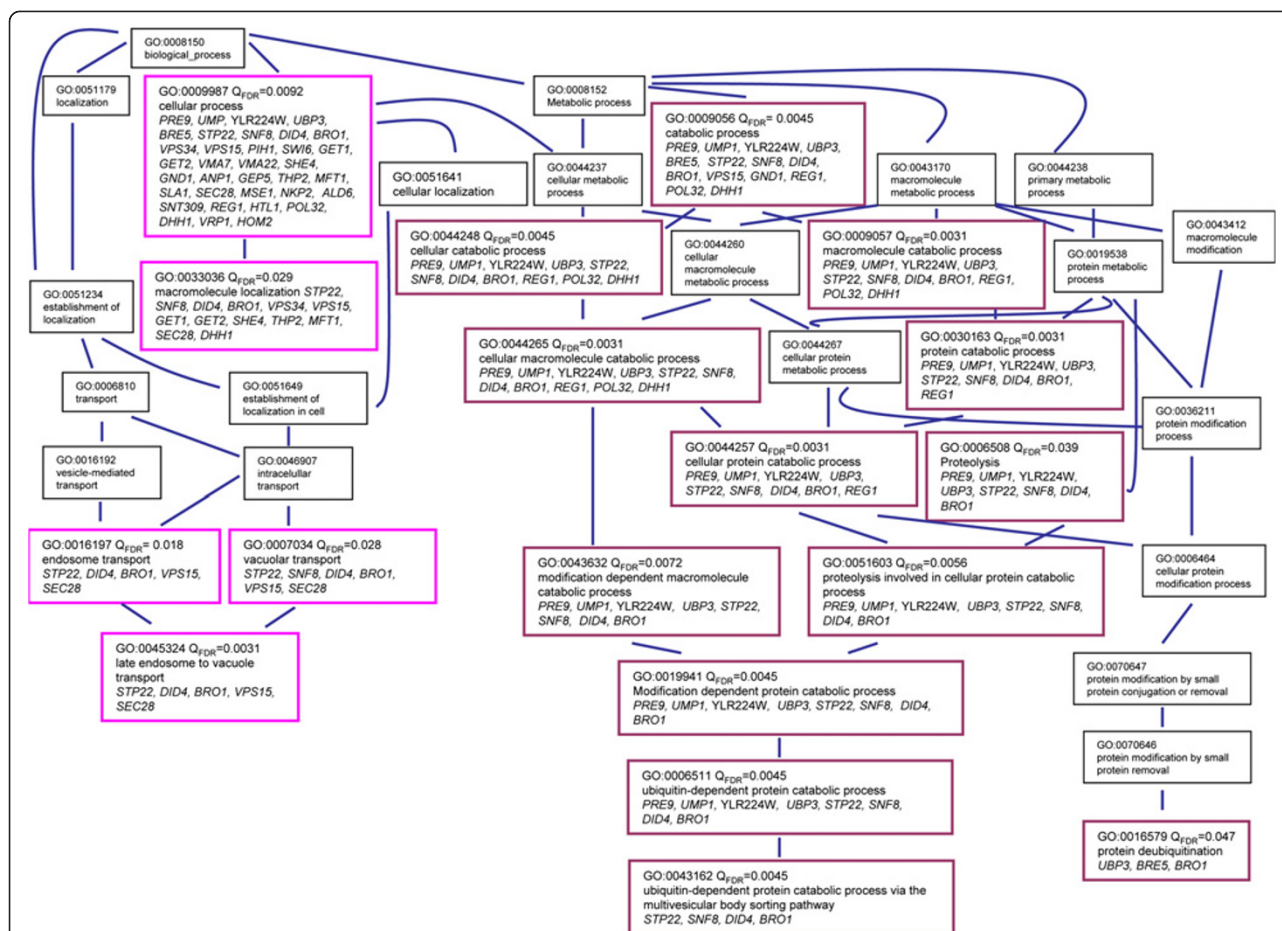 GO:0008150
biological_process
GO:0051179
localization
GO:0009987 QFDR=0.0092
cellular process
PRE9, UMP, YLR224W, UBP3,
BRE5, STP22, SNF8, DID4, BRO1,
VPS34, VPS15, PIH1, SWI6, GET1,
GET2, VMA7, VMA22, SHE4,
GND1, ANP1, GEP5, THP2, MFT1,
SLA1, SEC28, MSE1, NKP2, ALD6,
SNT309, REG1, HTL1, POL32,
DHH1, VRP1, HOM2
GO:0008152
Metabolic process
GO:0009056 QFDR= 0.0045
catabolic process
PRE9, UMP1, YLR224W, UBP3,
BRE5, STP22, SNF8, DID4,
BRO1, VPS15, GND1, REG1,
POL32, DHH1
GO:0051641
cellular localization
GO:0044237
cellular metabolic
process
GO:0043170
macromolecule
metabolic process
GO:0044238
primary metabolic
process
GO:0043412
macromolecule
modification
GO:0044248 QFDR=0.0045
cellular catabolic process
PRE9, UMP1, YLR224W, UBP3, STP22,
SNF8, DID4, BRO1, REG1, POL32, DHH1
GO:0044260
cellular
macromolecule
metabolic process
GO:0009057 QFDR=0.0031
macromolecule catabolic process
PRE9, UMP1, YLR224W, UBP3,
STP22, SNF8, DID4, BRO1, REG1,
POL32, DHH1
GO:0019538
protein metabolic
process
GO:0033036 QFDR=0.029
macromolecule localization STP22,
SNF8, DID4, BRO1, VPS34, VPS15,
GET1, GET2, SHE4, THP2, MFT1,
SEC28, DHH1
GO:0051234
establishment of
localization
GO:0044265 QFDR=0.0031
cellular macromolecule catabolic process
PRE9, UMP1, YLR224W, UBP3, STP22, SNF8,
DID4, BRO1, REG1, POL32, DHH1
GO:0044267
cellular protein
metabolic process
GO:0030163 QFDR=0.0031
protein catabolic process
PRE9, UMP1, YLR224W, UBP3,
STP22, SNF8, DID4, BRO1,
REG1
GO:0006810
transport
GO:0051649
establishment of
localization in cell
GO:0036211
protein modification
process
GO:0016192
vesicle-mediated
transport
GO:0046907
intracelullar
transport
GO:0044257 QFDR=0.0031
cellular protein catabolic process
PRE9, UMP1, YLR224W, UBP3,
STP22, SNF8, DID4, BRO1, REG1
GO:0006508 QFDR=0.039
Proteolysis
PRE9, UMP1, YLR224W,
UBP3, STP22, SNF8, DID4,
BRO1
GO:0016197 QFDR= 0.018
endosome transport
STP22, DID4, BRO1, VPS15,
SEC28
GO:0007034 QFDR=0.028
vacuolar transport
STP22, SNF8, DID4, BRO1,
VPS15, SEC28
GO:0043632 QFDR=0.0072
modification dependent macromolecule
catabolic process
PRE9, UMP1, YLR224W, UBP3, STP22,
SNF8, DID4, BRO1
GO:0051603 QFDR=0.0056
proteolysis involved in cellular protein catabolic
process
PRE9, UMP1, YLR224W, UBP3, STP22, SNF8,
DID4, BRO1
GO:0006464
cellular protein
modification process
GO:0045324 QFDR=0.0031
late endosome to vacuole
transport
STP22, DID4, BRO1, VPS15,
SEC28
GO:0019941 QFDR=0.0045
Modification dependent protein catabolic process
PRE9, UMP1, YLR224W, UBP3, STP22, SNF8, DID4,
BRO1
GO:0070647
protein modification by small
protein conjugation or removal
GO:0070646
protein modification by small
protein removal
GO:0006511 QFDR=0.0045
ubiquitin-dependent protein catabolic process
PRE9, UMP1, YLR224W, UBP3, STP22, SNF8,
DID4, BRO1
GO:0016579 QFDR=0.047
protein deubiquitination
UBP3, BRE5, BRO1
GO:0043162 QFDR=0.0045
ubiquitin-dependent protein catabolic process via the
multivesicular body sorting pathway
STP22, SNF8, DID4, BRO1